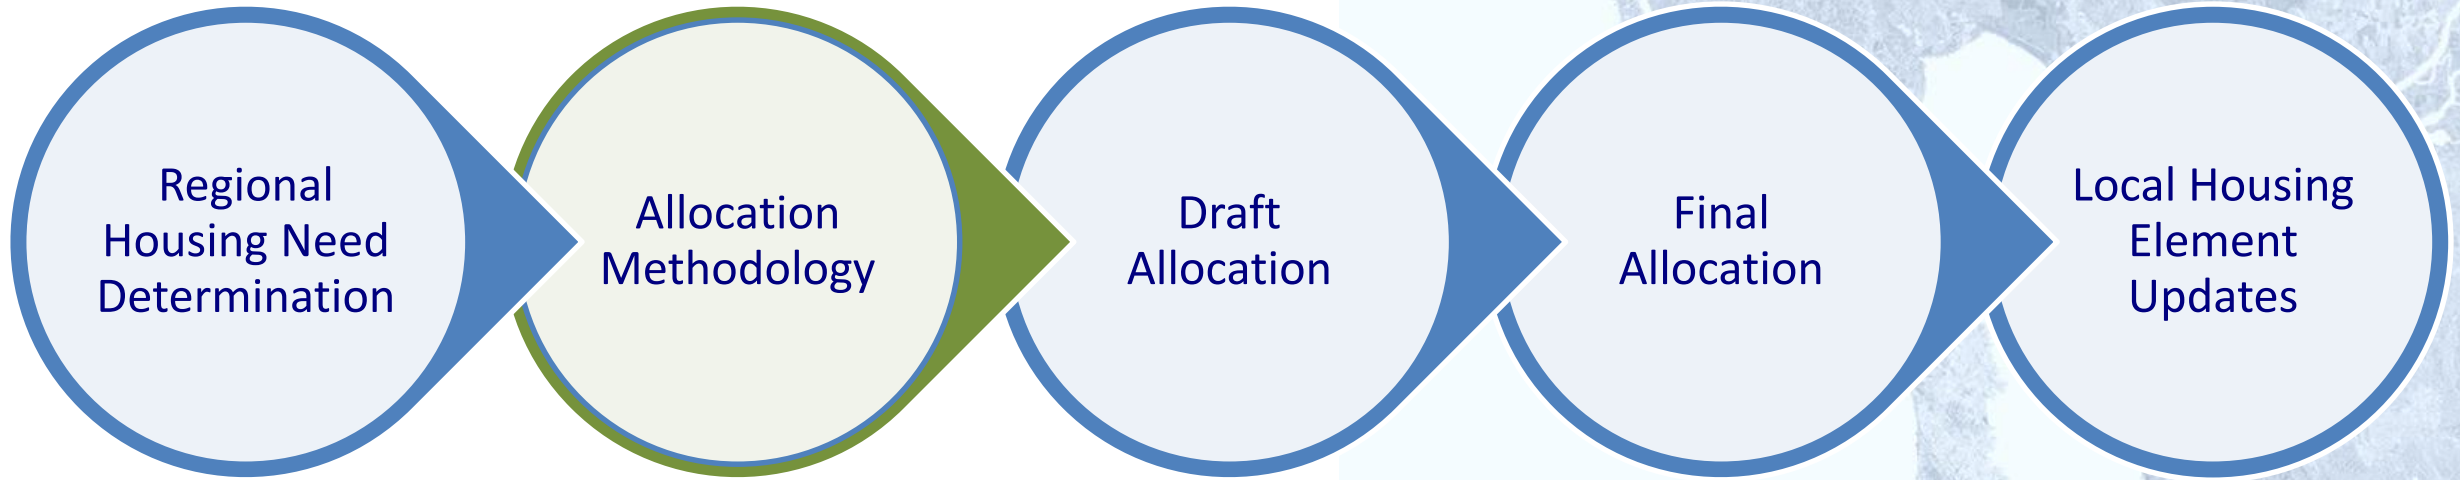 Regional
Housing Need
Determination
Allocation
Methodology
Draft
Allocation
Final
Allocation
Local Housing
Element
Updates